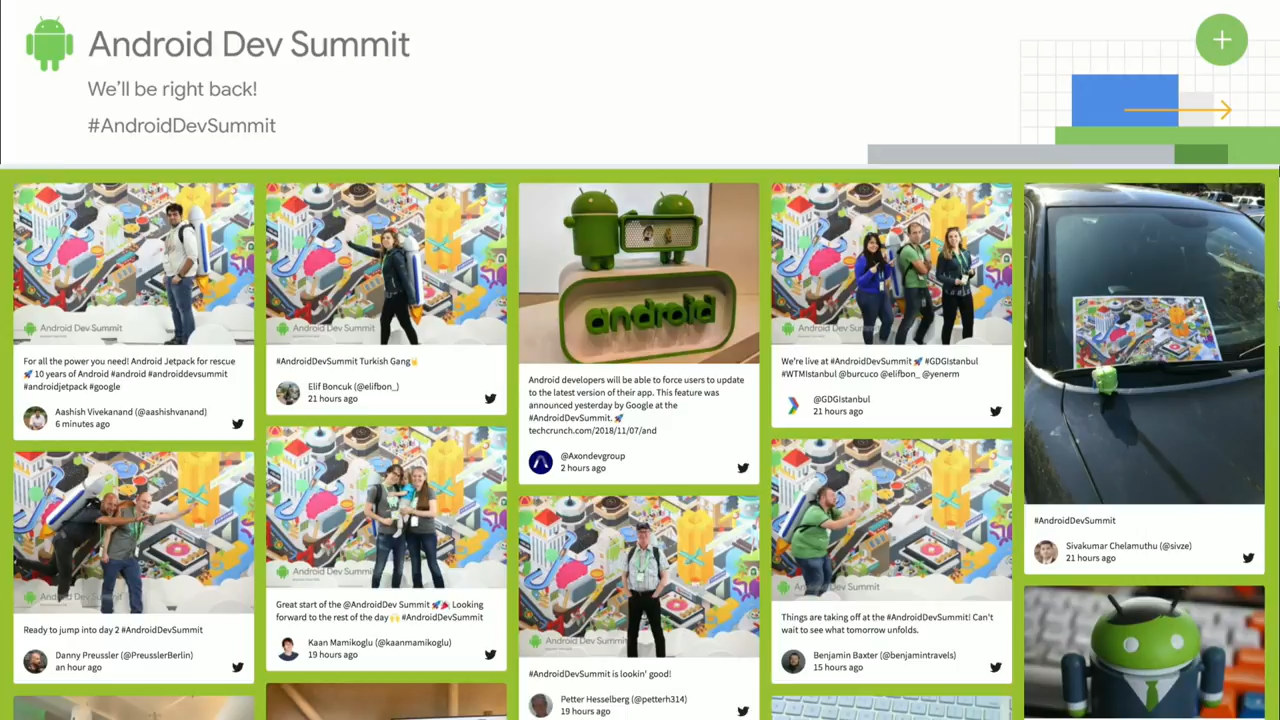 Android Dev Summit
We'll be right back!
#AndroidDevSummit
Android Dev Summit
For all the power you need! Android Jetpack for rescue
🚀 10 years of Android #android #androiddevsummit
#androidjetpack #google
Aashish Vivekanand (@aashishvanand)
6 minutes ago
Android Dev Summit
Ready to jump into day 2 #AndroidDevSummit
Danny Preussler (@PreusslerBerlin)
an hour ago
Android Dev Summit
#AndroidDevSummit Turkish Gang
Elif Boncuk (@elifbon_)
21 hours ago
Android Dev Summit
Great start of the @AndroidDev Summit 🚀🎉 Looking
forward to the rest of the day 🙌 #AndroidDevSummit
Kaan Mamikoglu (@kaanmamikoglu)
19 hours ago
android
Android developers will be able to force users to update
to the latest version of their app. This feature was
announced yesterday by Google at the
#AndroidDevSummit. 🚀
techcrunch.com/2018/11/07/and
@Axondevgroup
2 hours ago
Android Dev Summit
#AndroidDevSummit is lookin' good!
Petter Hesselberg (@petterh314)
19 hours ago
Android Dev Summit
We're live at #AndroidDevSummit 🚀 #GDGIstanbul
#WTMIstanbul @burcuco @elifbon_ @yenerm
@GDGIstanbul
21 hours ago
Android Dev Summit
Things are taking off at the #AndroidDevSummit! Can't
wait to see what tomorrow unfolds.
Benjamin Baxter (@benjamintravels)
15 hours ago
#AndroidDevSummit
Sivakumar Chelamuthu (@sivze)
21 hours ago